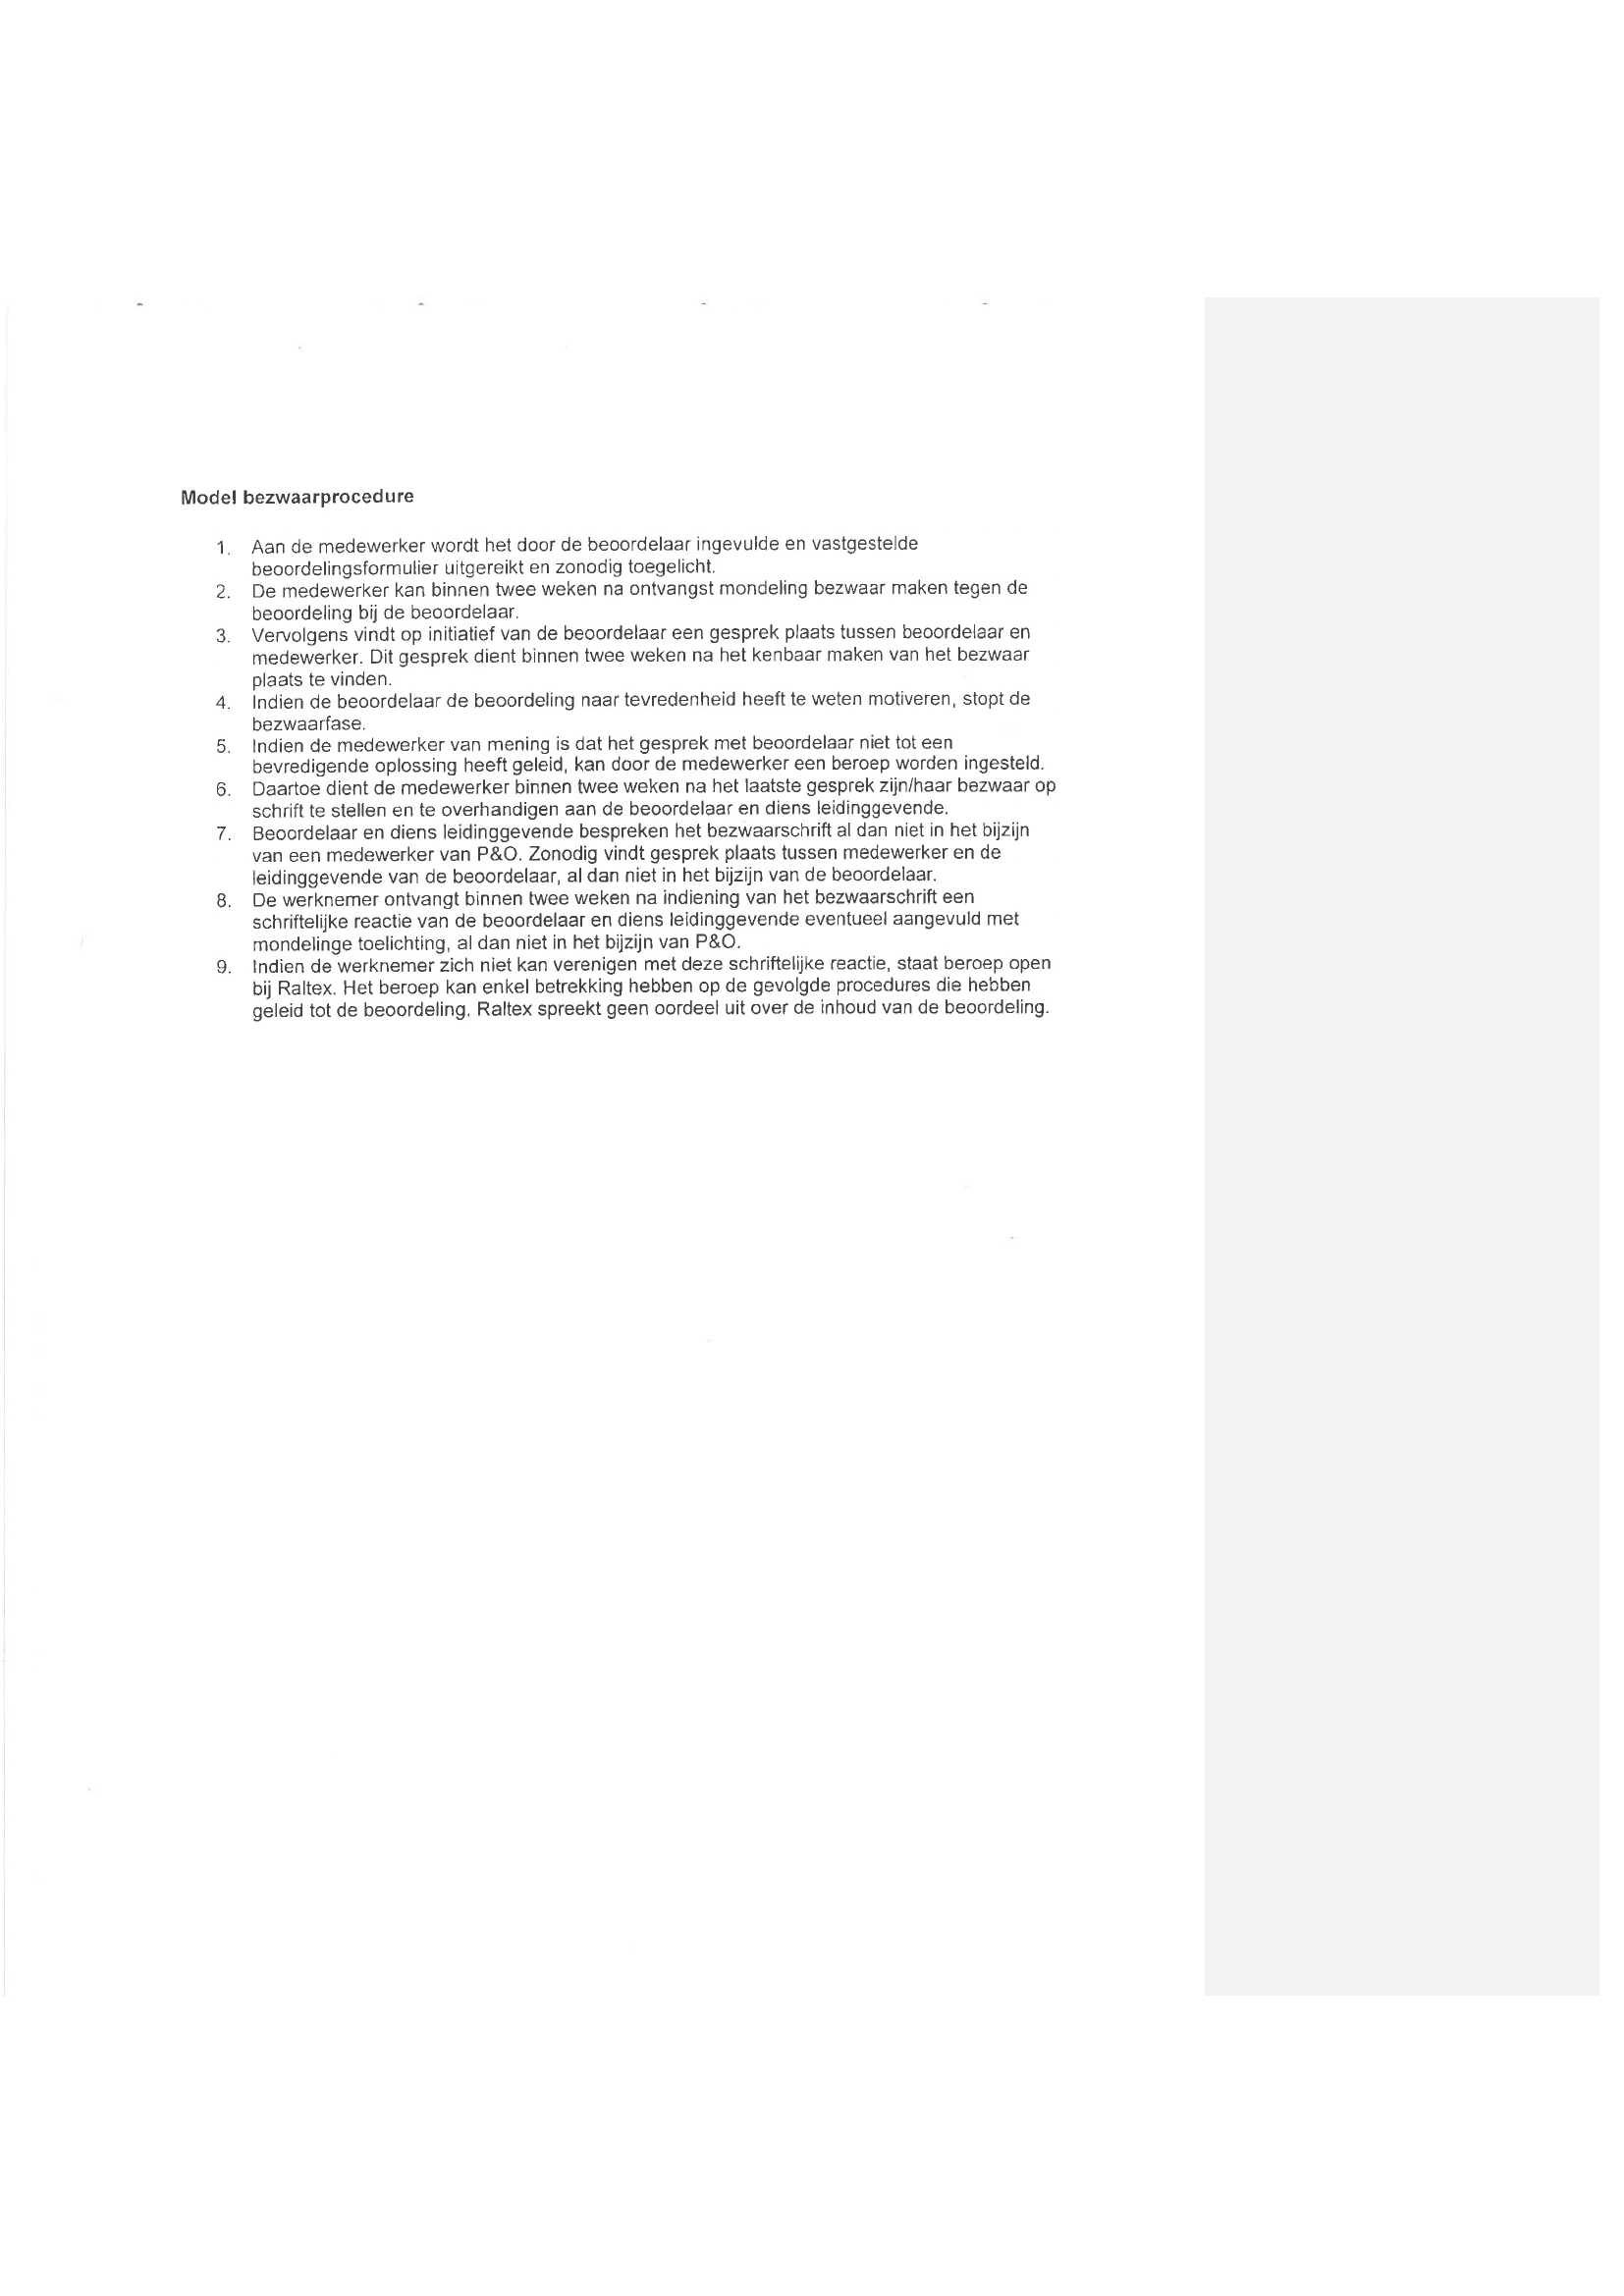 Model bezwaarprocedure
1. Aan de medewerker wordt het door de beoordelaar ingevulde en vastgestelde
beoordelingsformulier uitgereikt en zonodig toegelicht.
2. De medewerker kan binnen twee weken na ontvangst mondeling bezwaar maken tegen de
beoordeling bij de beoordelaar.
3. Vervolgens vindt op initiatief van de beoordelaar een gesprek plaats tussen beoordelaar en
medewerker. Dit gesprek dient binnen twee weken na het kenbaar maken van het bezwaar
plaats te vinden.
4. Indien de beoordelaar de beoordeling naar tevredenheid heeft te weten motiveren, stopt de
bezwaarfase.
5. Indien de medewerker van mening is dat het gesprek met beoordelaar niet tot een
bevredigende oplossing heeft geleid, kan door de medewerker een beroep worden ingesteld.
6. Daartoe dient de medewerker binnen twee weken na het laatste gesprek zijn/haar bezwaar op
schrift te stellen en te overhandigen aan de beoordelaar en diens leidinggevende.
7. Beoordelaar en diens leidinggevende bespreken het bezwaarschrift al dan niet in het bijzijn
van een medewerker van P&O. Zonodig vindt gesprek plaats tussen medewerker en de
leidinggevende van de beoordelaar, al dan niet in het bijzijn van de beoordelaar.
8. De werknemer ontvangt binnen twee weken na indiening van het bezwaarschrift een
schriftelijke reactie van de beoordelaar en diens leidinggevende eventueel aangevuld met
mondelinge toelichting, al dan niet in het bijzijn van P&O.
9. Indien de werknemer zich niet kan verenigen met deze schriftelijke reactie, staat beroep open
bij Raltex. Het beroep kan enkel betrekking hebben op de gevolgde procedures die hebben
geleid tot de beoordeling. Raltex spreekt geen oordeel uit over de inhoud van de beoordeling.